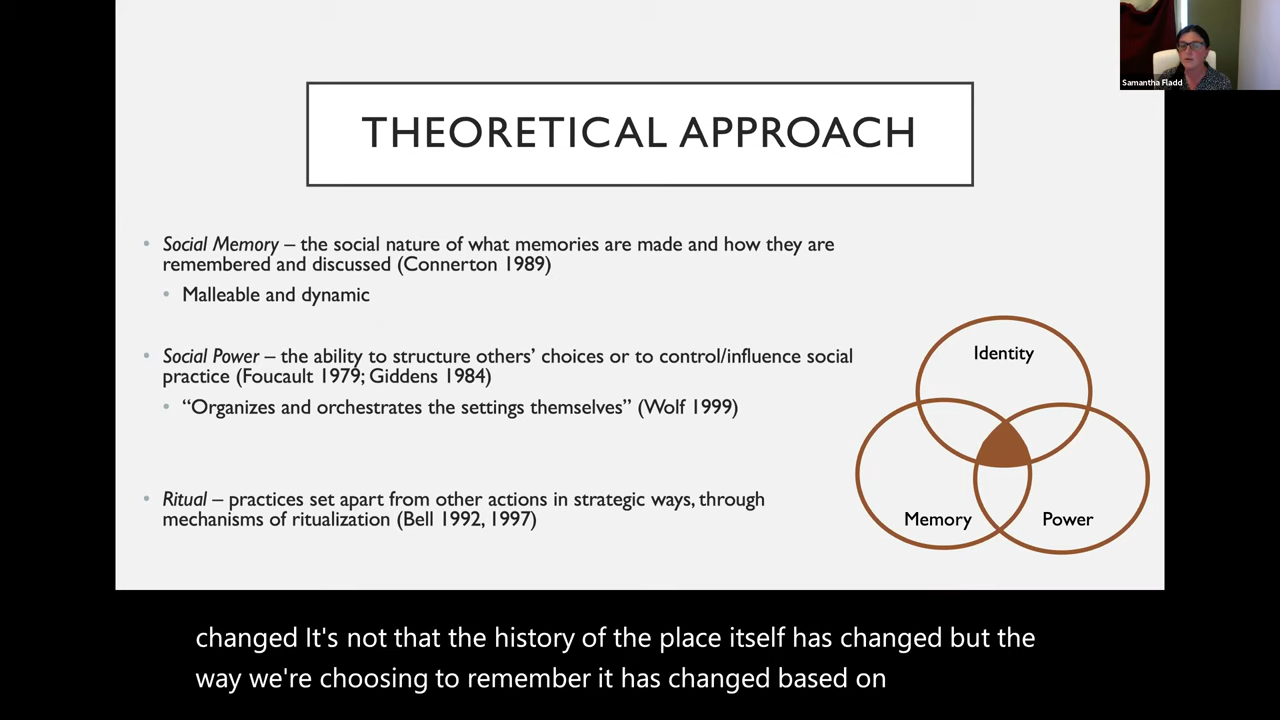 Samantha Fladd
THEORETICAL APPROACH
• Social Memory – the social nature of what memories are made and how they are
remembered and discussed (Connerton 1989)
• Malleable and dynamic
• Social Power – the ability to structure others’ choices or to control/influence social
practice (Foucault 1979; Giddens 1984)
• “Organizes and orchestrates the settings themselves” (Wolf 1999)
• Ritual – practices set apart from other actions in strategic ways, through
mechanisms of ritualization (Bell 1992, 1997)
Identity
Memory
Power
changed It's not that the history of the place itself has changed but the
way we're choosing to remember it has changed based on